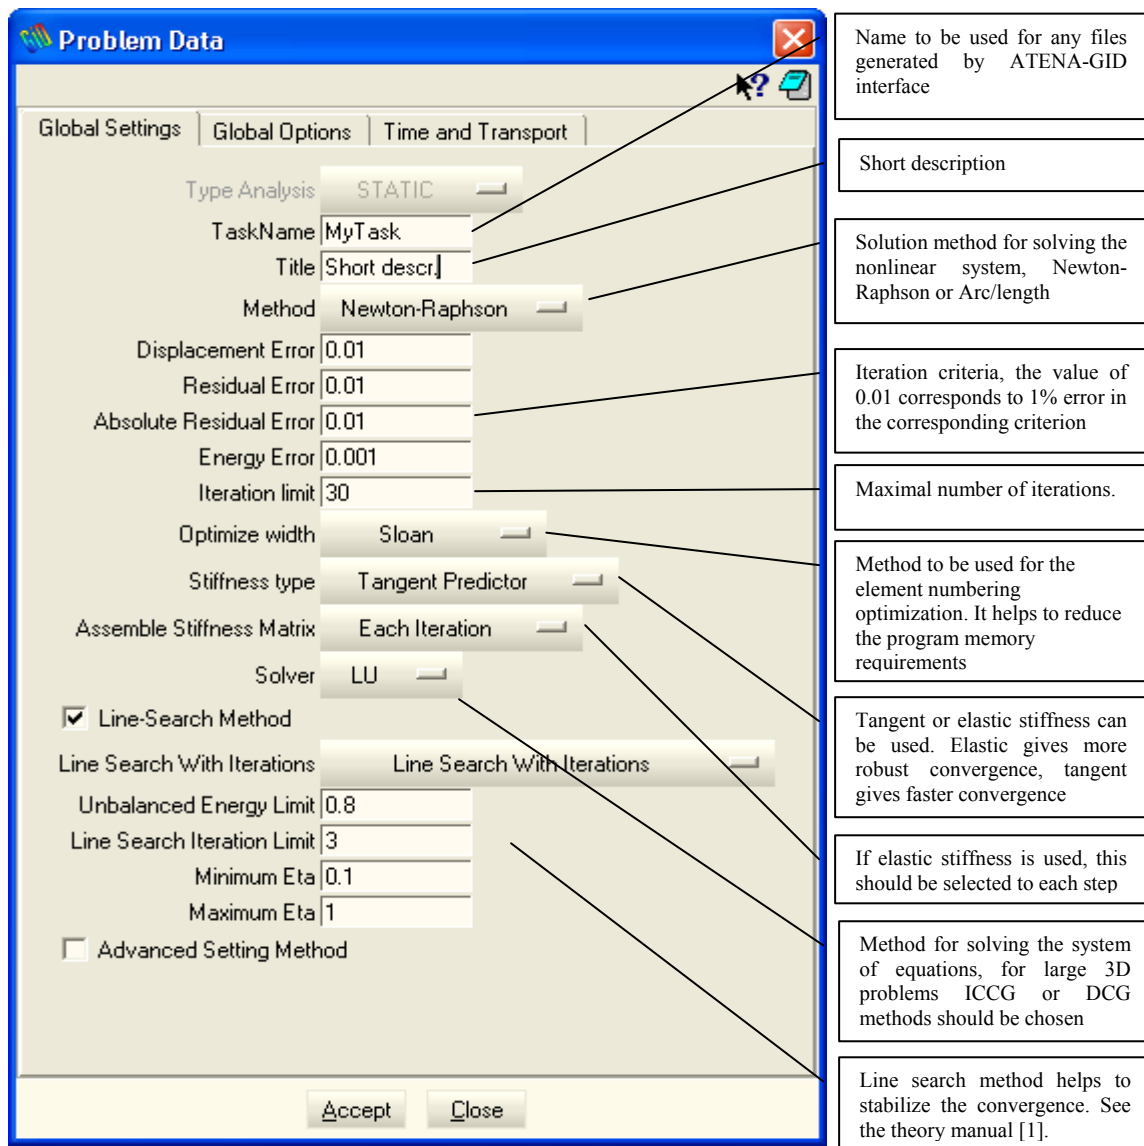 Problem Data
Global Settings Global Options Time and Transport
Type Analysis STATIC
TaskName MyTask
Title Short descr.
Method Newton-Raphson
Displacement Error 0.01
Residual Error 0.01
Absolute Residual Error 0.01
Energy Error 0.001
Iteration limit 30
Optimize width Sloan
Stiffness type Tangent Predictor
Assemble Stiffness Matrix Each Iteration
Solver LU
Line-Search Method
Line Search With Iterations Line Search With Iterations
Unbalanced Energy Limit 0.8
Line Search Iteration Limit 3
Minimum Eta 0.1
Maximum Eta 1
Advanced Setting Method
Accept Close
Name to be used for any files
generated by ATENA-GID
interface
Short description
Solution method for solving the
nonlinear system, Newton-
Raphson or Arc/length
Iteration criteria, the value of
0.01 corresponds to 1% error in
the corresponding criterion
Maximal number of iterations.
Method to be used for the
element numbering
optimization. It helps to reduce
the program memory
requirements
Tangent or elastic stiffness can
be used. Elastic gives more
robust convergence, tangent
gives faster convergence
If elastic stiffness is used, this
should be selected to each step
Method for solving the system
of equations, for large 3D
problems ICCG or DCG
methods should be chosen
Line search method helps to
stabilize the convergence. See
the theory manual [1].